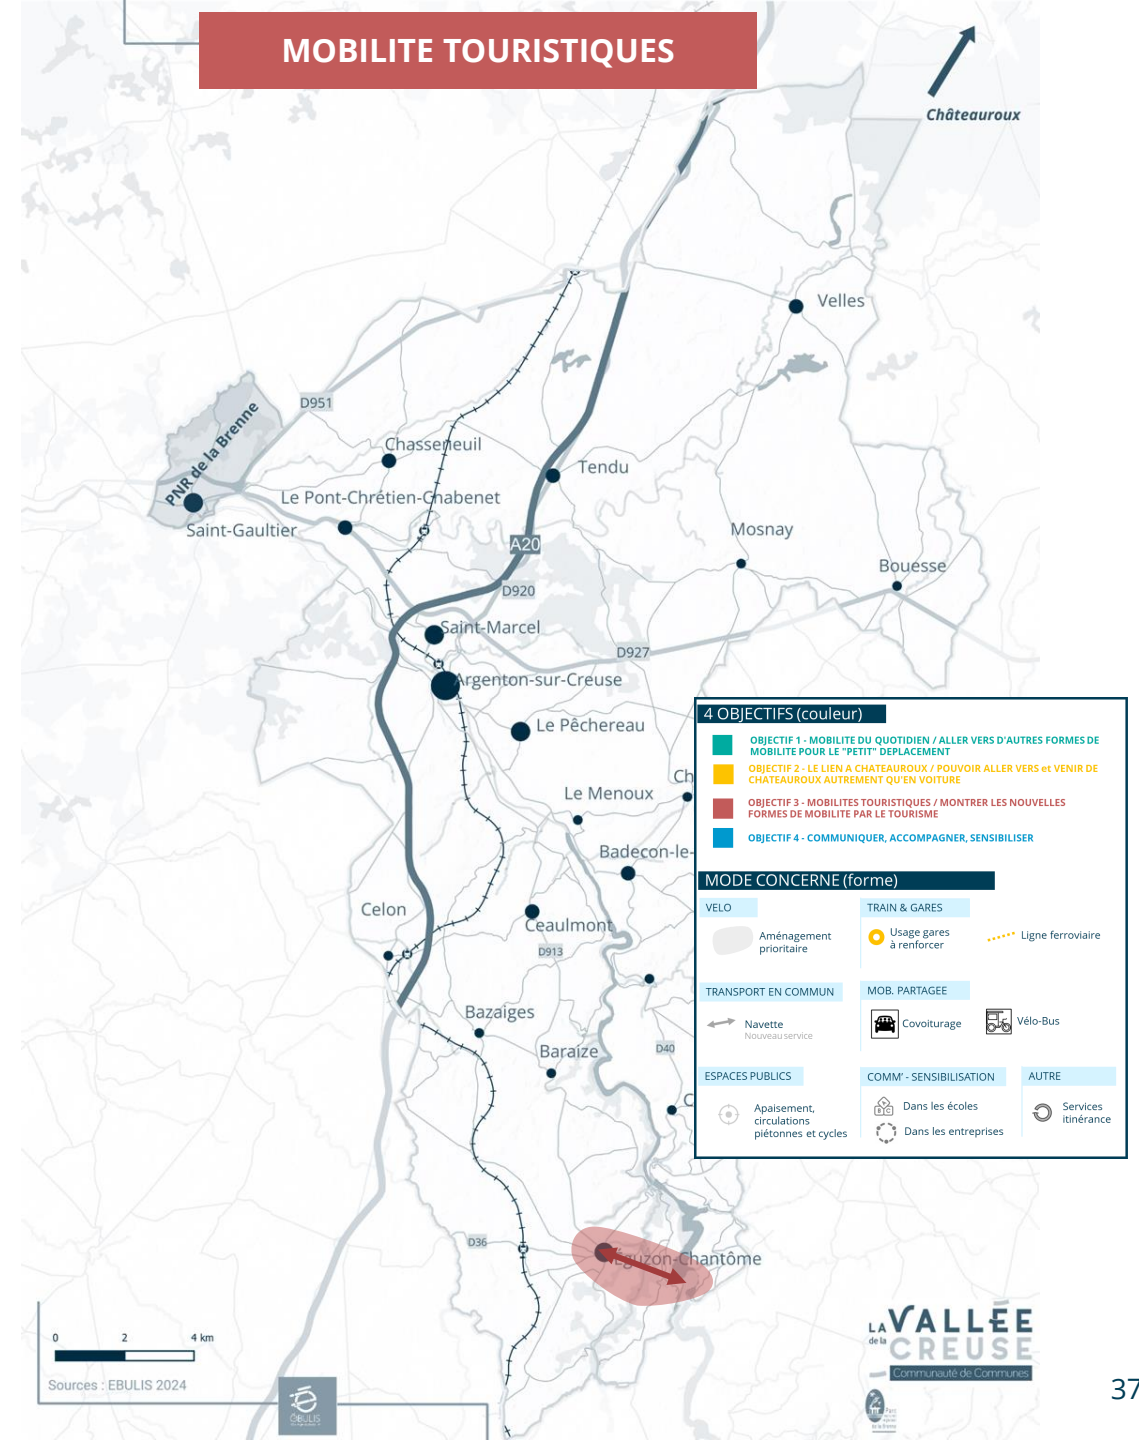 MOBILITE TOURISTIQUES
Châteauroux
Velles
D951
PNR de la Brenne
Chasseneuil
Tendu
Le Pont-Chrétien-Chabenet
Saint-Gaultier
Mosnay
A20
Bouesse
D920
Saint-Marcel
D927
Argenton-sur-Creuse
Le Pêchereau
Ch
Le Menoux
Badecon-le-
Celon
Ceaulmont
D913
Bazaiges
Baraize
D40
C
D36
Éguzon-Chantôme
4 OBJECTIFS (couleur)
OBJECTIF 1 - MOBILITE DU QUOTIDIEN / ALLER VERS D'AUTRES FORMES DE
MOBILITE POUR LE "PETIT" DEPLACEMENT
OBJECTIF 2 - LE LIEN A CHATEAUROUX / POUVOIR ALLER VERS et VENIR DE
CHATEAUROUX AUTREMENT QU'EN VOITURE
OBJECTIF 3 - MOBILITES TOURISTIQUES / MONTRER LES NOUVELLES
FORMES DE MOBILITE PAR LE TOURISME
OBJECTIF 4 - COMMUNIQUER, ACCOMPAGNER, SENSIBILISER
MODE CONCERNE (forme)
VELO
Aménagement
prioritaire
TRAIN & GARES
Usage gares
à renforcer
Ligne ferroviaire
TRANSPORT EN COMMUN
Navette
Nouveau service
MOB. PARTAGEE
Covoiturage
Vélo-Bus
ESPACES PUBLICS
Apaisement,
circulations
piétonnes et cycles
COMM' - SENSIBILISATION
Dans les écoles
Dans les entreprises
AUTRE
Services
itinérance
0 2 4 km
Sources : EBULIS 2024
ÉBULIS
LA VALLÉE
de la CREUSE
Communauté de Communes
37